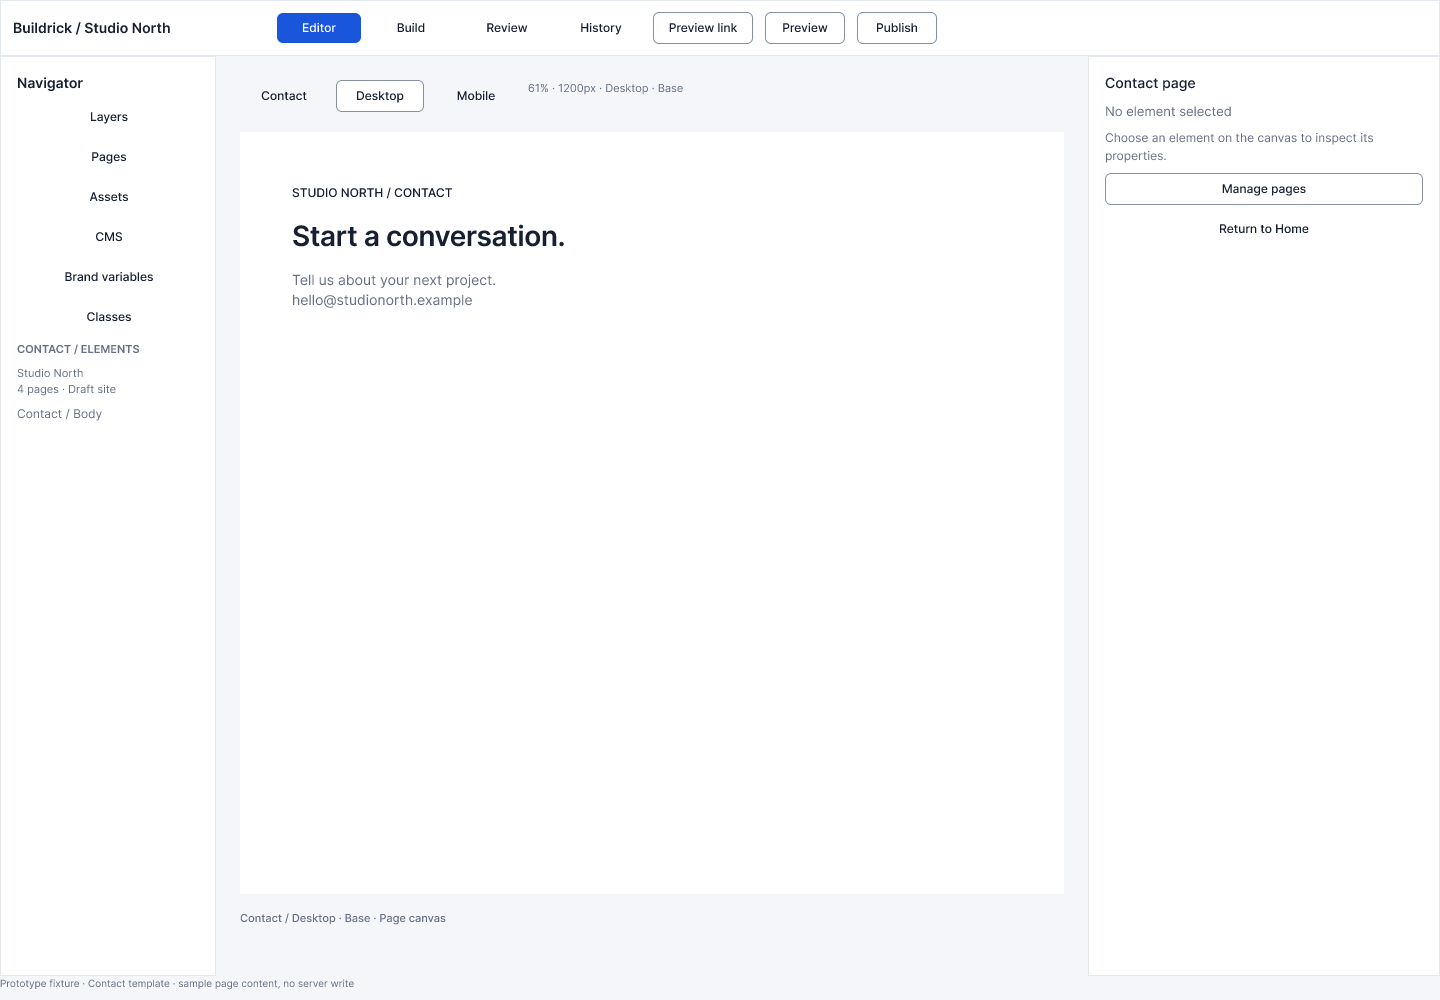 Buildrick / Studio North
Editor
Build
Review
History
Preview link
Preview
Publish
Navigator
Layers
Pages
Assets
CMS
Brand variables
Classes
CONTACT / ELEMENTS
Studio North
4 pages · Draft site
Contact / Body
Contact
Desktop
Mobile
61% · 1200px · Desktop · Base
STUDIO NORTH / CONTACT
Start a conversation.
Tell us about your next project.
hello@studionorth.example
Contact / Desktop · Base · Page canvas
Contact page
No element selected
Choose an element on the canvas to inspect its
properties.
Manage pages
Return to Home
Prototype fixture · Contact template · sample page content, no server write